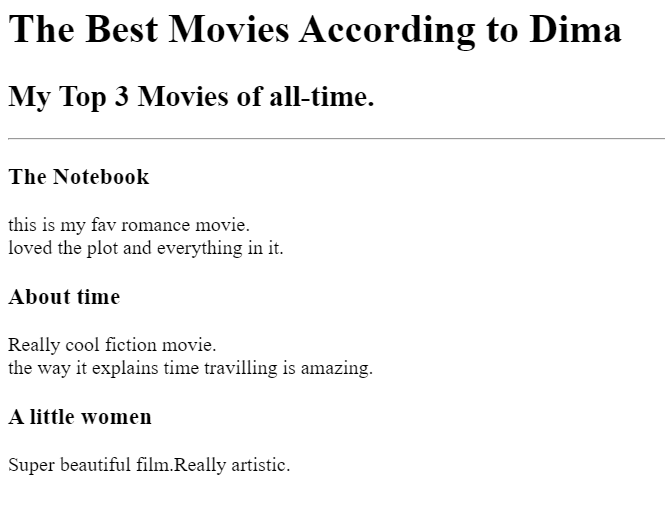 The Best Movies According to Dima
My Top 3 Movies of all-time.
The Notebook
this is my fav romance movie.
loved the plot and everything in it.
About time
Really cool fiction movie.
the way it explains time travilling is amazing.
A little women
Super beautiful film.Really artistic.